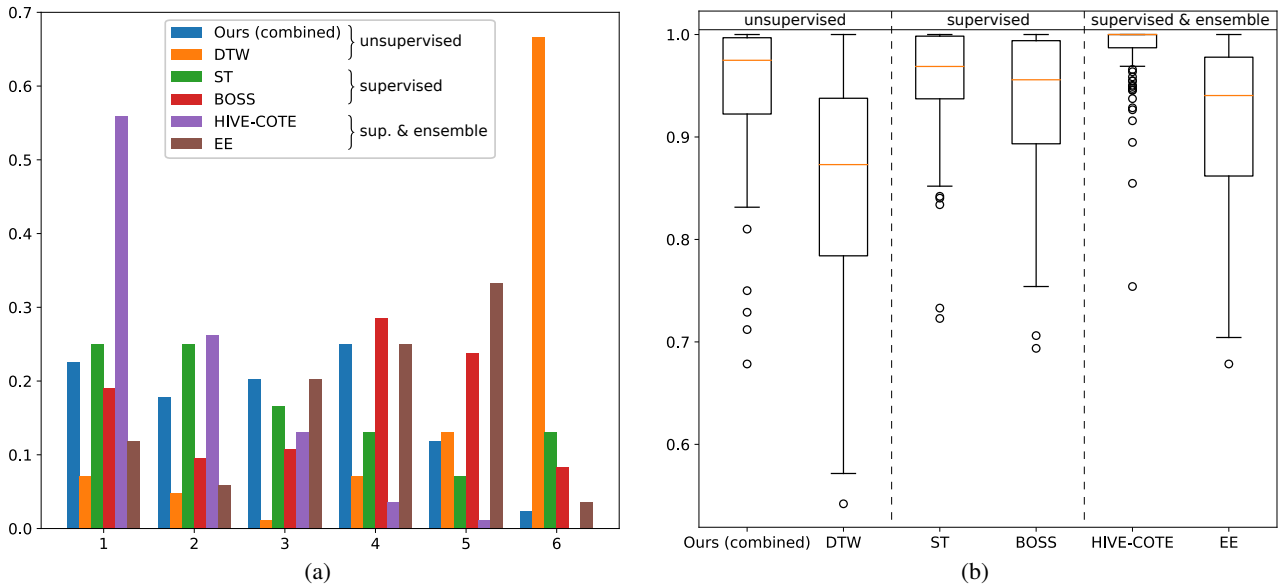 0.7
0.6
0.5
0.4
0.3
0.2
0.1
0.0
1 2 3 4 5 6
Ours (combined)
DTW
unsupervised
ST
BOSS
supervised
HIVE-COTE
EE
sup. & ensemble
(a)
unsupervised supervised supervised & ensemble
1.0
0.9
0.8
0.7
0.6
Ours (combined) DTW ST BOSS HIVE-COTE EE
(b)